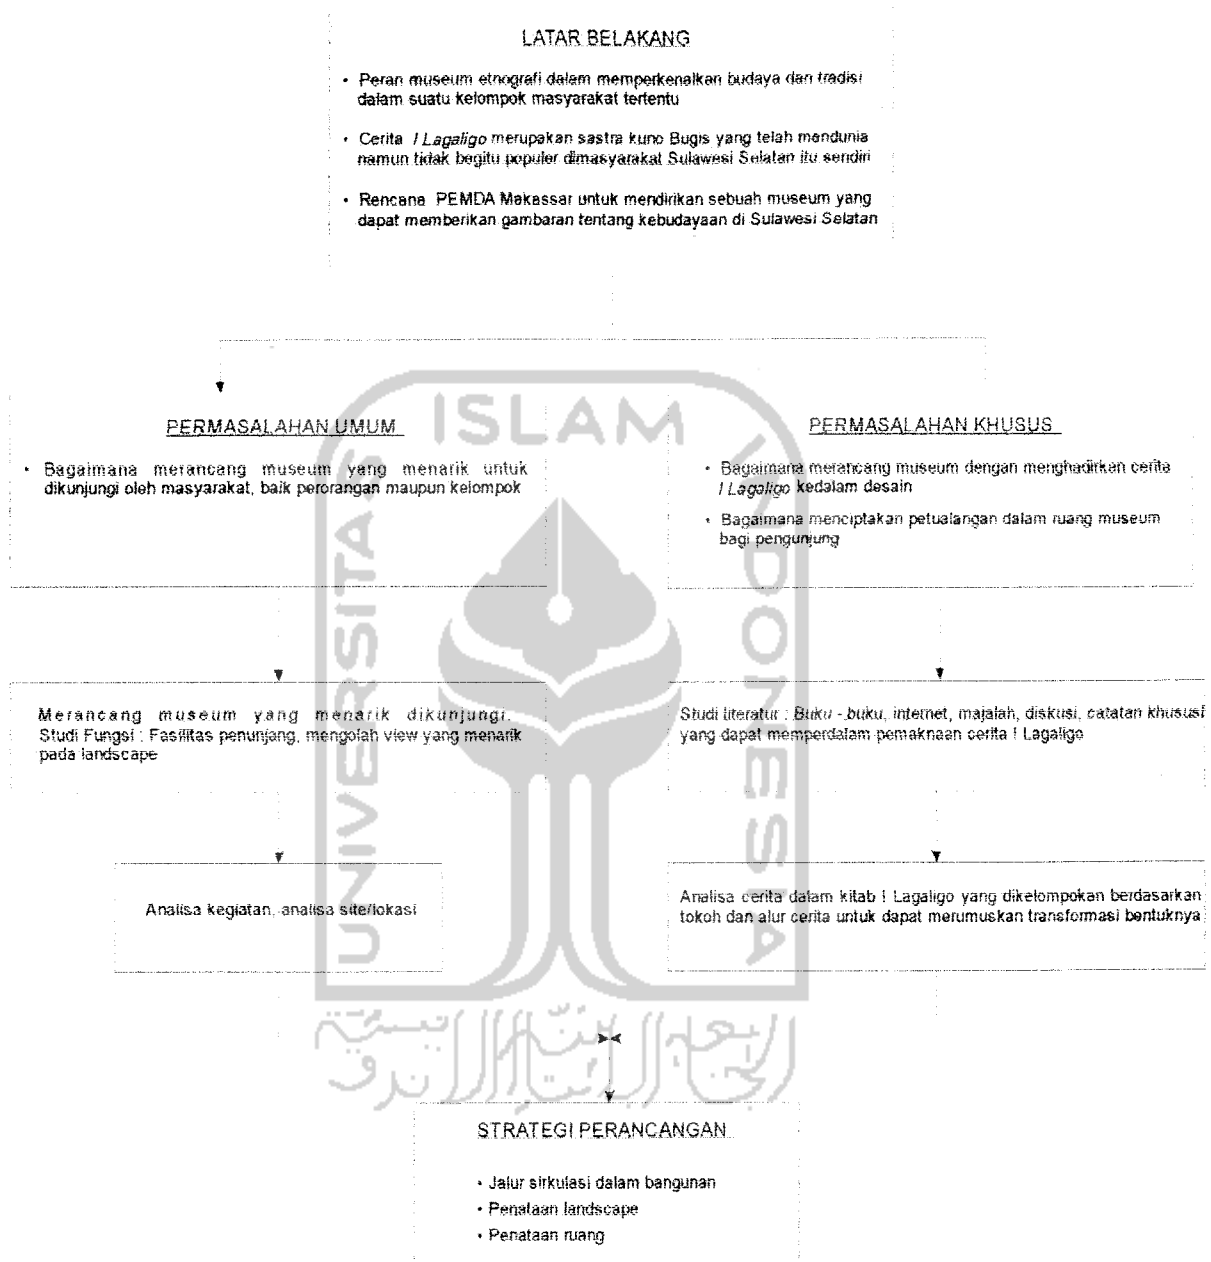 LATAR BELAKANG
• Peran museum etnografi dalam memperkenalkan budaya dan tradisi
dalam suatu kelompok masyarakat tertentu
• Cerita I Lagaligo merupakan sastra kuno Bugis yang telah mendunia
namun tidak begitu populer dimasyarakat Sulawesi Selatan itu sendiri
• Rencana PEMDA Makassar untuk mendirikan sebuah museum yang
dapat memberikan gambaran tentang kebudayaan di Sulawesi Selatan
PERMASALAHAN UMUM
• Bagaimana merancang museum yang menarik untuk
dikunjungi oleh masyarakat, baik perorangan maupun kelompok
PERMASALAHAN KHUSUS
• Bagaimana merancang museum dengan menghadirkan cerita
I Lagaligo kedalam desain
• Bagaimana menciptakan petualangan dalam ruang museum
bagi pengunjung
Merancang museum yang menarik dikunjungi.
Studi Fungsi : Fasilitas penunjang, mengolah view yang menarik
pada landscape
Studi literatur : Buku - buku, internet, majalah, diskusi, catatan khususi
yang dapat memperdalam pemaknaan cerita I Lagaligo
Analisa kegiatan, analisa site/lokasi
Analisa cerita dalam kitab I Lagaligo yang dikelompokan berdasarkan
tokoh dan alur cerita untuk dapat merumuskan transformasi bentuknya
STRATEGI PERANCANGAN
• Jalur sirkulasi dalam bangunan
• Penataan landscape
• Penataan ruang
UNIVERSITAS
ISLAM
INDONESIA